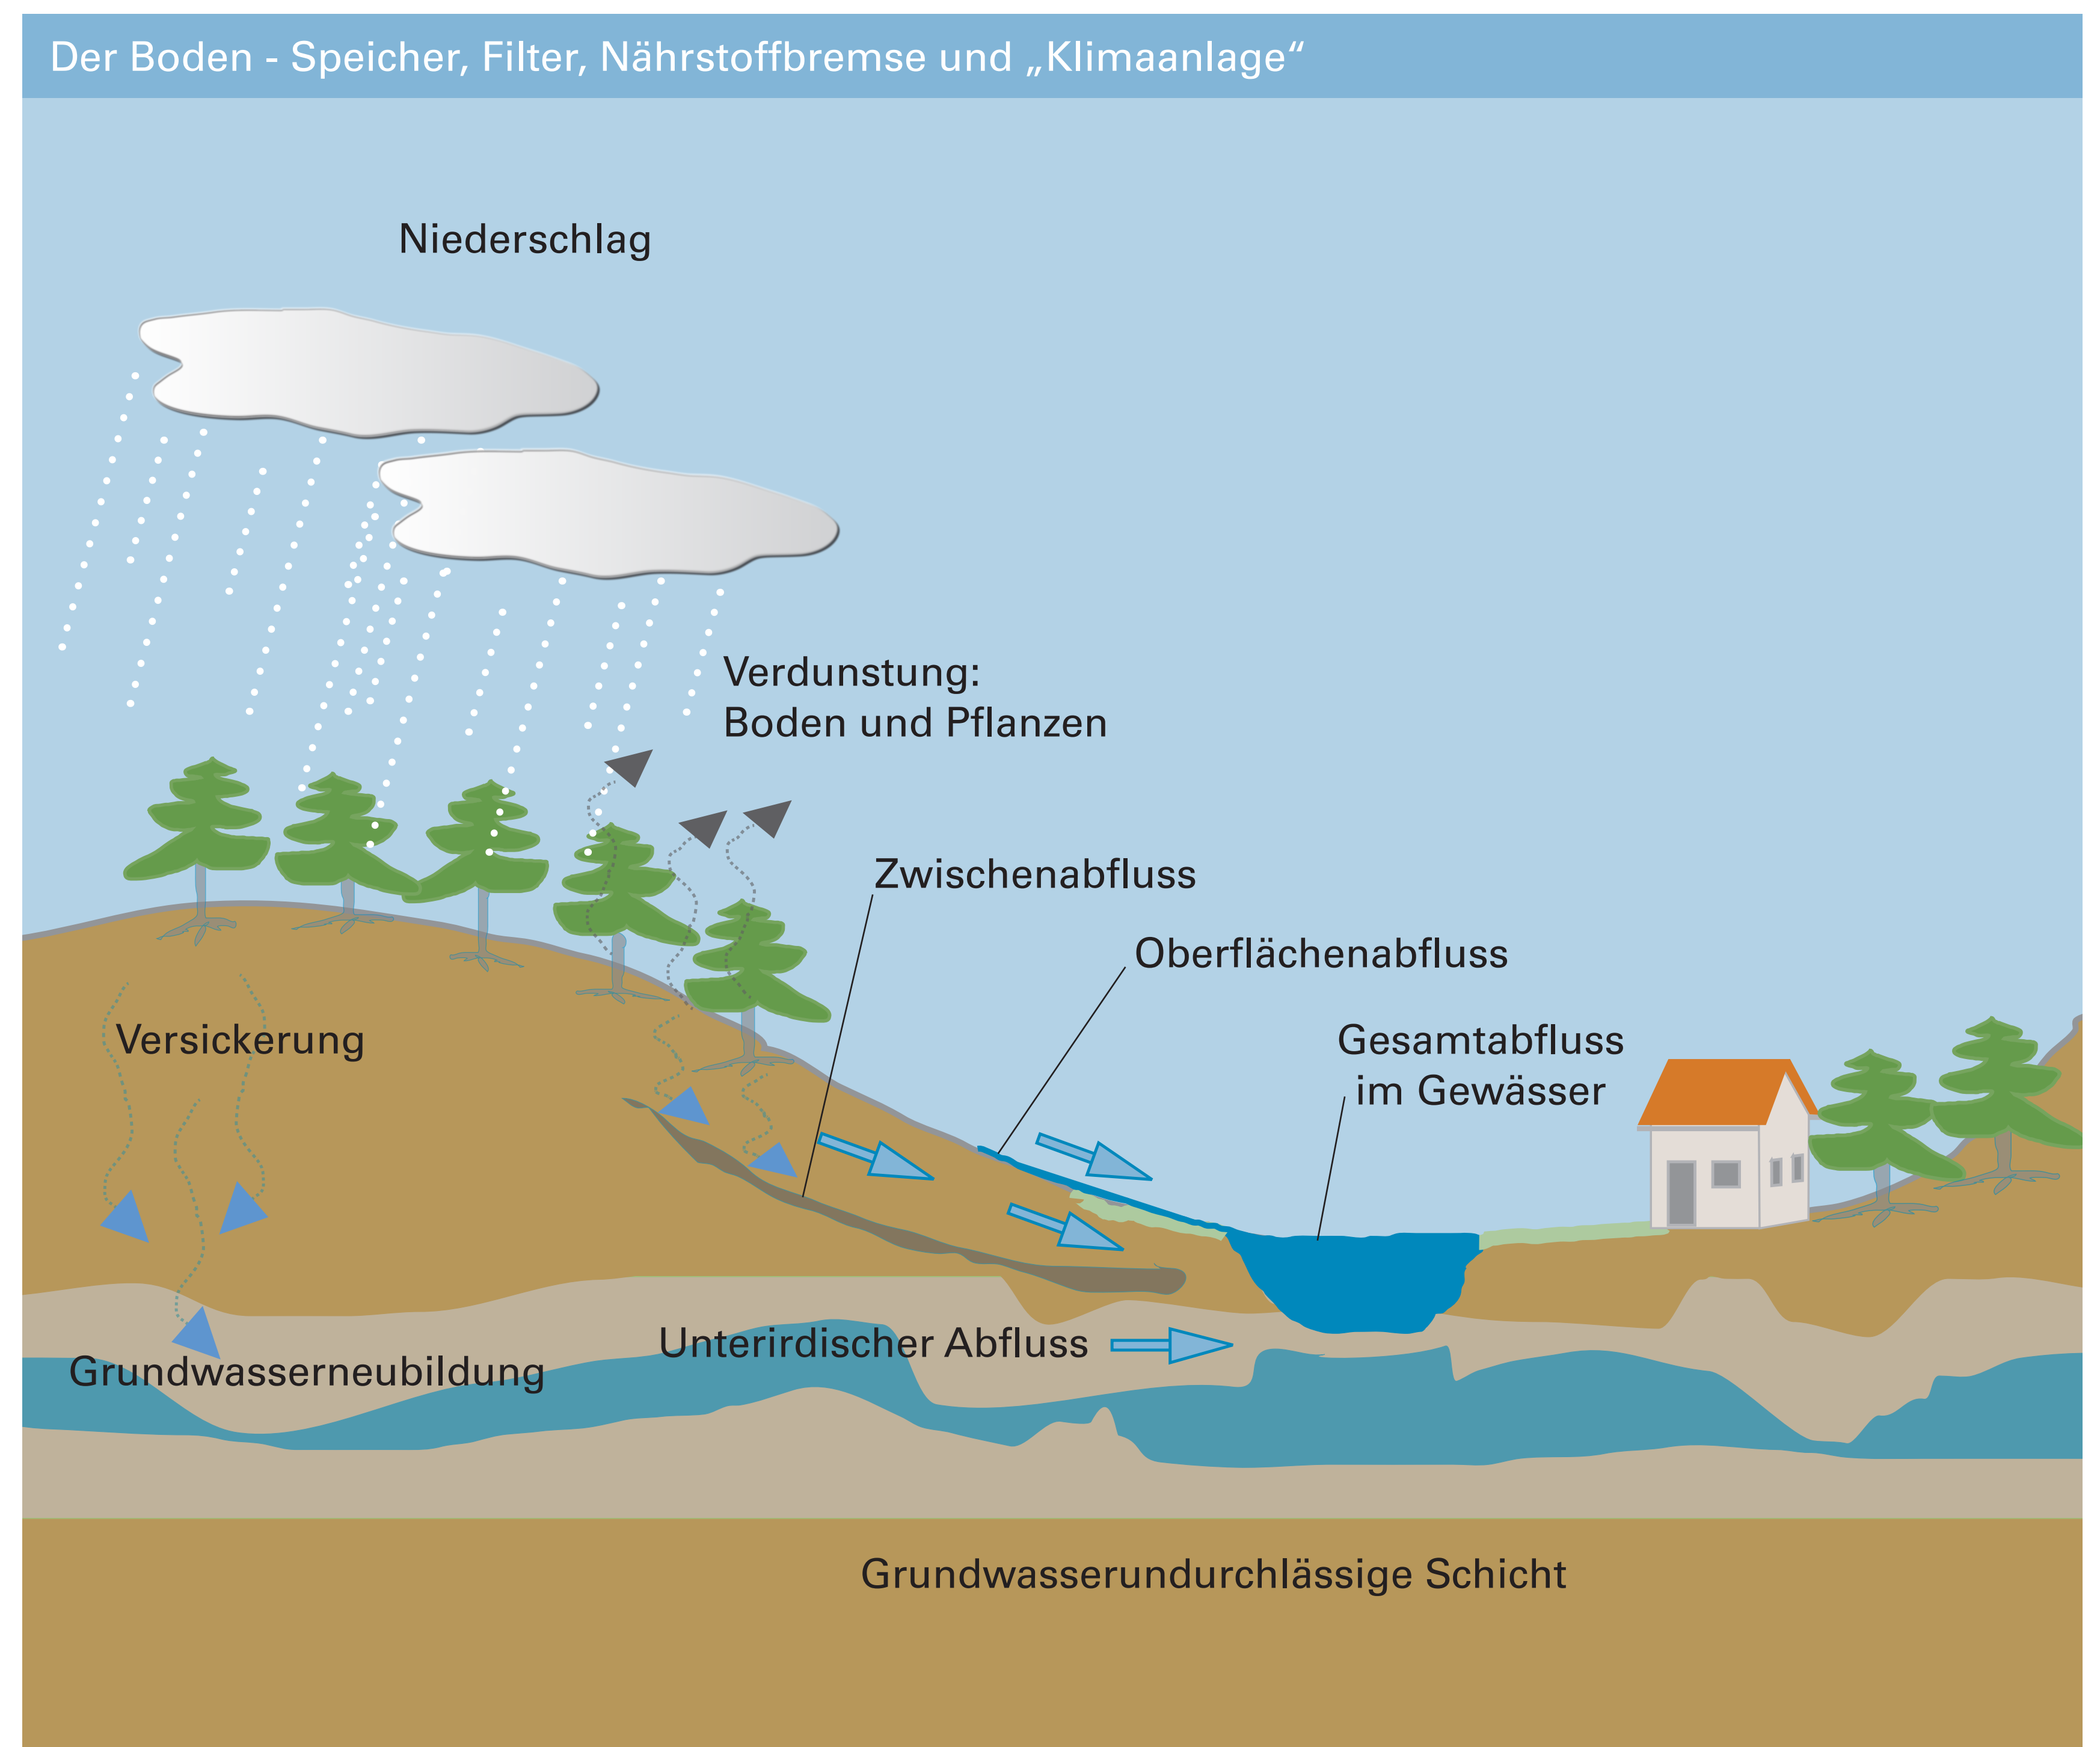 Der Boden - Speicher, Filter, Nährstoffbremse und „Klimaanlage“
Niederschlag
Verdunstung:
Boden und Pflanzen
Zwischenabfluss
Oberflächenabfluss
Versickerung
Gesamtabfluss
im Gewässer
Unterirdischer Abfluss
Grundwasserneubildung
Grundwasserundurchlässige Schicht